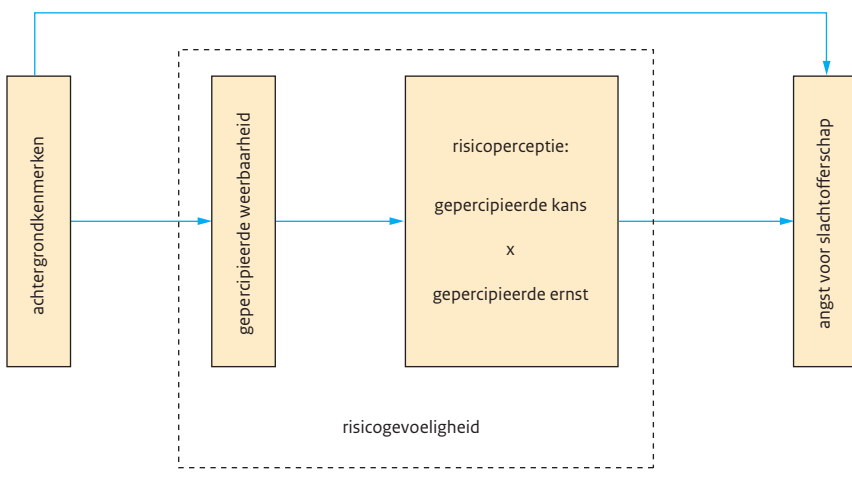 achtergrondkenmerken
gepercipieerde weerbaarheid
risicoperceptie:
gepercipieerde kans
x
gepercipieerde ernst
angst voor slachtofferschap
risicogevoeligheid